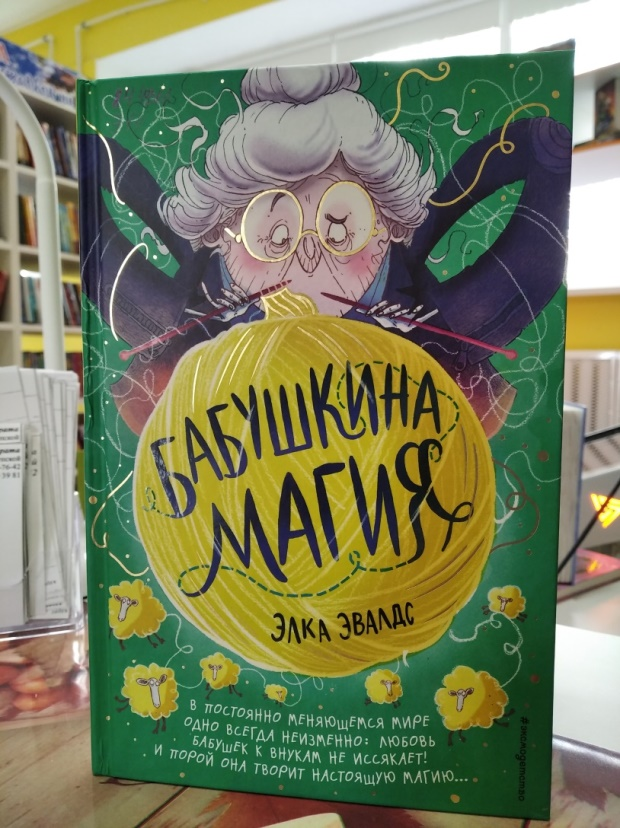 БАБУШКИНА
МАГИЯ
ЭЛКА ЭВАЛДС
В ПОСТОЯННО МЕНЯЮЩЕМСЯ МИРЕ
ОДНО ВСЕГДА НЕИЗМЕННО: ЛЮБОВЬ
БАБУШЕК К ВНУКАМ НЕ ИССЯКАЕТ!
И ПОРОЙ ОНА ТВОРИТ НАСТОЯЩУЮ МАГИЮ...
#эксмодетство